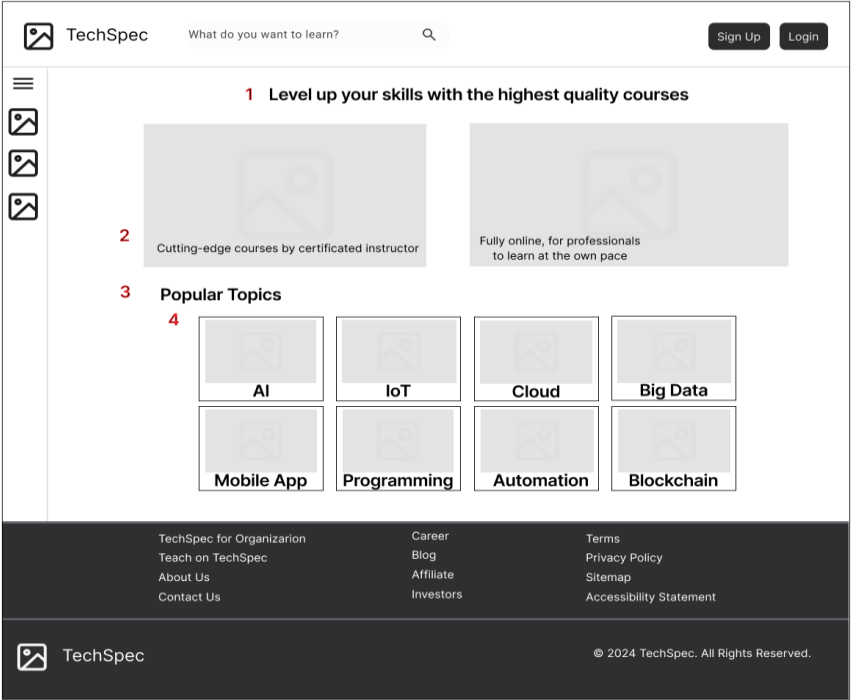 TechSpec
What do you want to learn?
Sign Up
Login
1 Level up your skills with the highest quality courses
2
Cutting-edge courses by certificated instructor
Fully online, for professionals
to learn at the own pace
3 Popular Topics
4
AI
IoT
Cloud
Big Data
Mobile App
Programming
Automation
Blockchain
TechSpec for Organizarion
Teach on TechSpec
About Us
Contact Us
Career
Blog
Affiliate
Investors
Terms
Privacy Policy
Sitemap
Accessibility Statement
TechSpec
© 2024 TechSpec. All Rights Reserved.